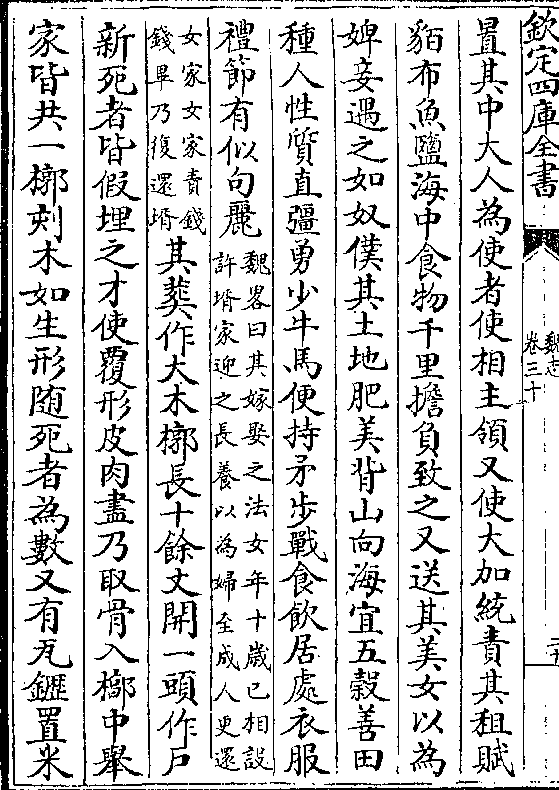 欽定四庫全書
魏志
卷三十
置其中大人為使者使相主領又使大加統責其租賦
貊布魚鹽海中食物千里擔負致之又送其美女以為
婢妾遇之如奴僕其土地肥美背山向海宜五穀善田
種人性質直彊勇少牛馬便持矛步戰食飲居處衣服
禮節有似句麗魏畧曰其嫁娶之法女年十歲已相設
許壻家迎之長養以為婦至成人更還
女家女家責錢
錢畢乃復還壻其葬作大木槨長十餘丈開一頭作户
新死者皆假埋之才使覆形皮肉盡乃取骨入槨中舉
家皆共一槨刻木如生形随死者為數又有瓦䥶置米